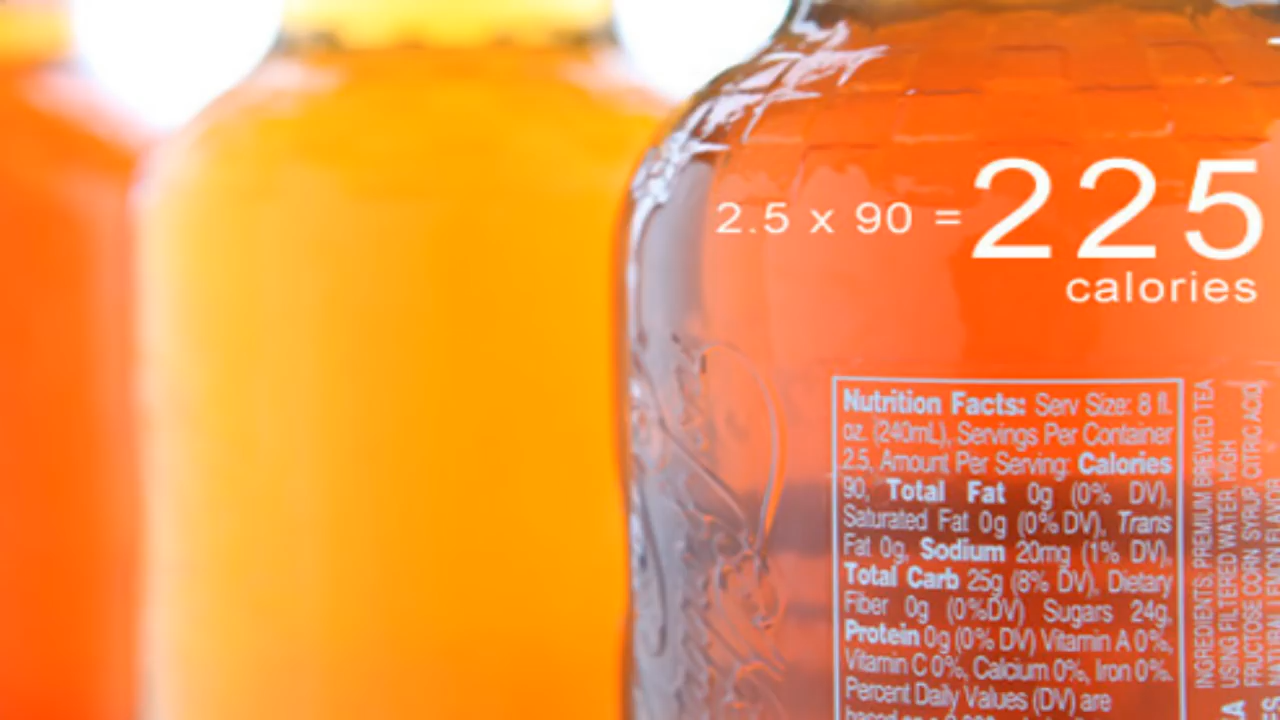 2.5 x 90 = 225
calories
Nutrition Facts: Serv Size: 8 fl.
oz. (240mL), Servings Per Container
2.5, Amount Per Serving: Calories
90, Total Fat 0g (0% DV),
Saturated Fat 0g (0% DV), Trans
Fat 0g, Sodium 20mg (1% DV),
Total Carb 25g (8% DV), Dietary
Fiber 0g (0%DV) Sugars 24g,
Protein 0g (0% DV) Vitamin A 0%,
Vitamin C 0%, Calcium 0%, Iron 0%.
Percent Daily Values (DV) are
INGREDIENTS: PREMIUM BREWED TEA
USING FILTERED WATER, HIGH
FRUCTOSE CORN SYRUP, CITRIC ACID,
NATURAL LEMON FLAVOR